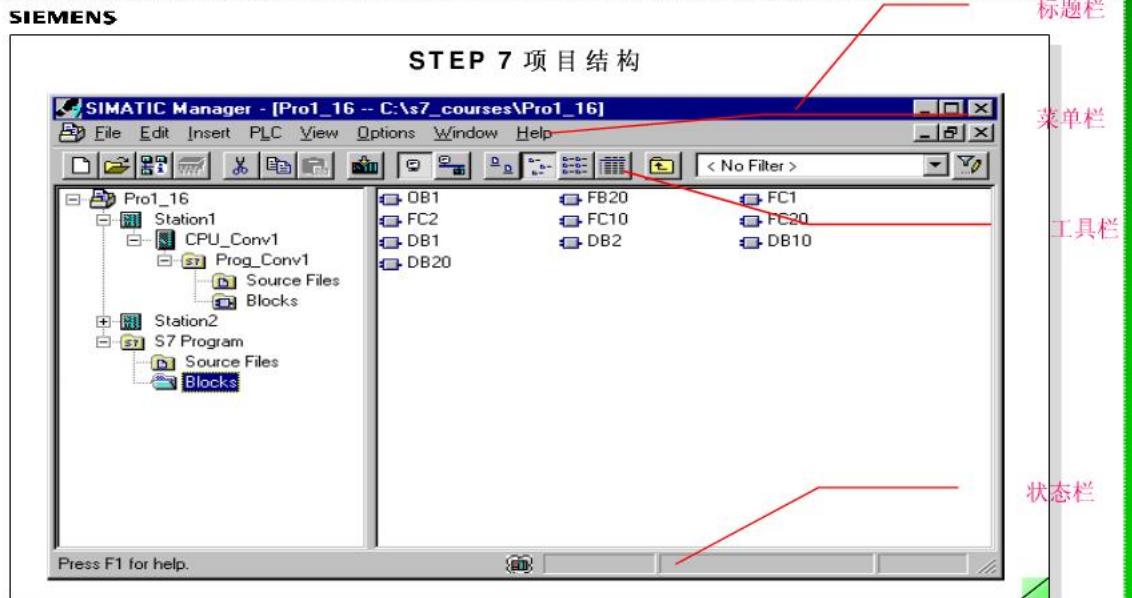 标题栏
SIEMENS
STEP 7 项目结构
SIMATIC Manager - [Pro1_16 -- C:\s7_courses\Pro1_16]
菜单栏
File Edit Insert PLC View Options Window Help
< No Filter >
Pro1_16
Station1
CPU_Conv1
Prog_Conv1
Source Files
Blocks
Station2
S7 Program
Source Files
Blocks
OB1 FB20 FC1
FC2 FC10 FC20
DB1 DB2 DB10
DB20
工具栏
状态栏
Press F1 for help.